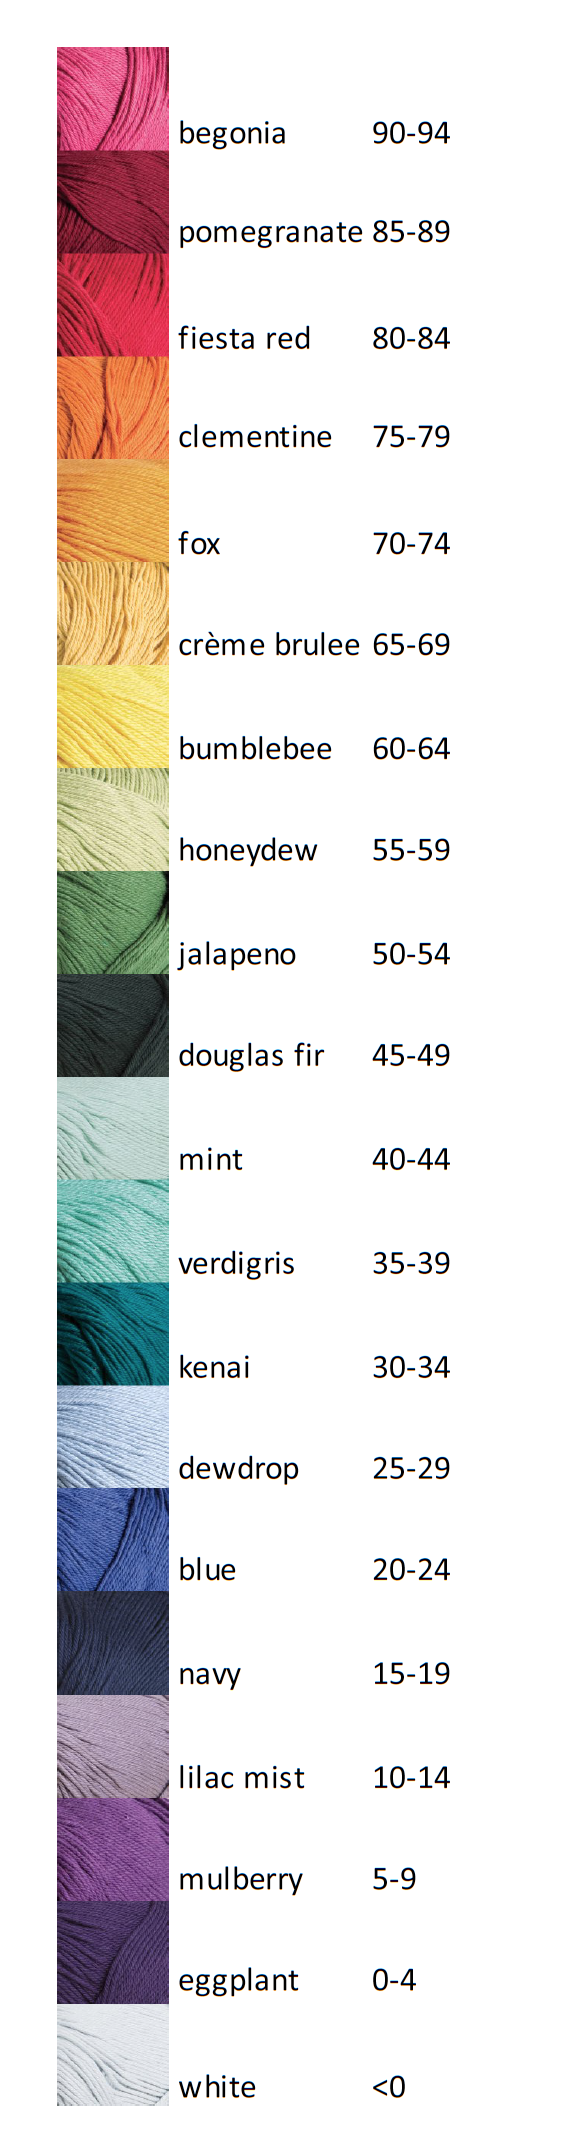 begonia 90-94
pomegranate 85-89
fiesta red 80-84
clementine 75-79
fox 70-74
crème brulee 65-69
bumblebee 60-64
honeydew 55-59
jalapeno 50-54
douglas fir 45-49
mint 40-44
verdigris 35-39
kenai 30-34
dewdrop 25-29
blue 20-24
navy 15-19
lilac mist 10-14
mulberry 5-9
eggplant 0-4
white <0